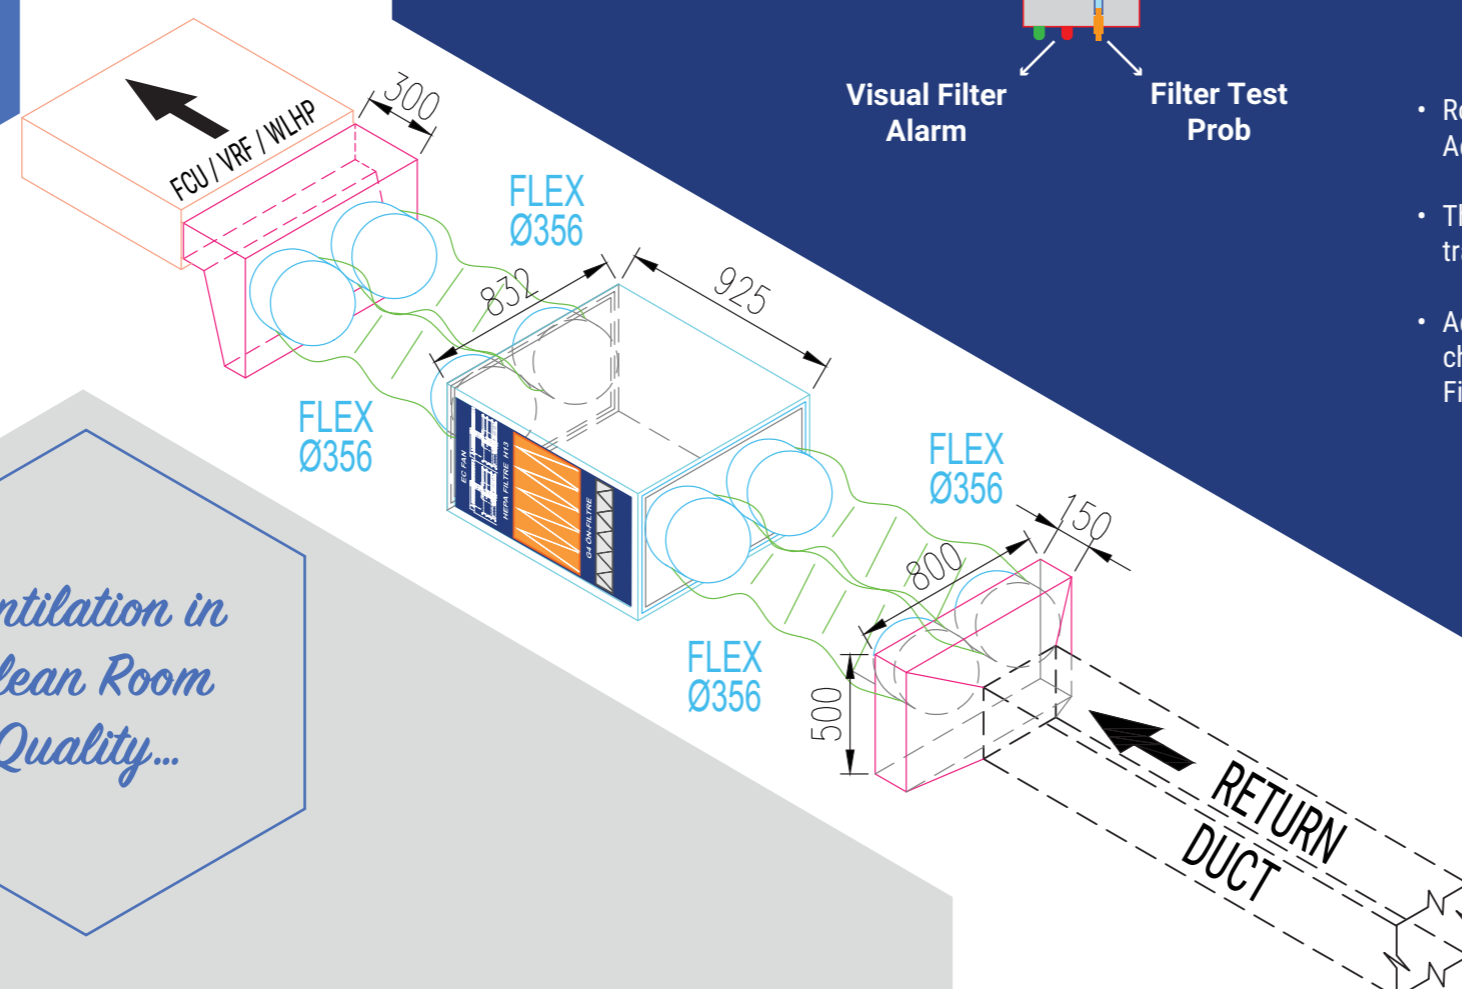 Visual Filter
Alarm
Filter Test
Prob
300
FCU / VRF / WLHP
FLEX
Ø356
832
925
FLEX
Ø356
EC FAN
HEPA FILTRE H13
G4 ÖN-FILTRE
FLEX
Ø356
150
800
FLEX
Ø356
500
RETURN
DUCT
ntilation in
lean Room
Quality...